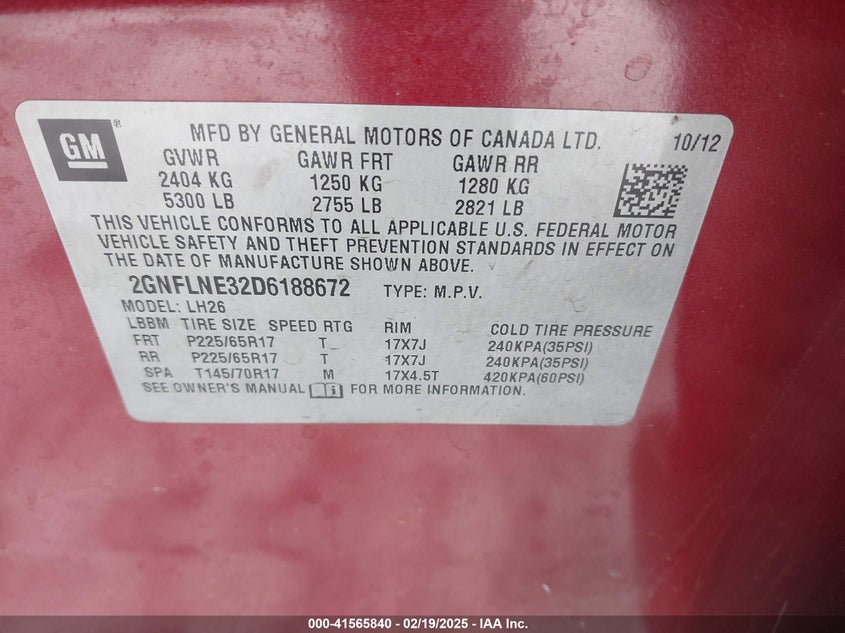 GM ® MFD BY GENERAL MOTORS OF CANADA LTD. 10/12
GVWR GAWR FRT GAWR RR
2404 KG 1250 KG 1280 KG
5300 LB 2755 LB 2821 LB
THIS VEHICLE CONFORMS TO ALL APPLICABLE U.S. FEDERAL MOTOR
VEHICLE SAFETY AND THEFT PREVENTION STANDARDS IN EFFECT ON
THE DATE OF MANUFACTURE SHOWN ABOVE.
2GNFLNE32D6188672 TYPE: M.P.V.
MODEL: LH26
LBBM TIRE SIZE SPEED RTG RIM COLD TIRE PRESSURE
FRT P225/65R17 T 17X7J 240KPA(35PSI)
RR P225/65R17 T 17X7J 240KPA(35PSI)
SPA T145/70R17 M 17X4.5T 420KPA(60PSI)
SEE OWNER'S MANUAL FOR MORE INFORMATION.
000-41565840 - 02/19/2025 - IAA Inc.